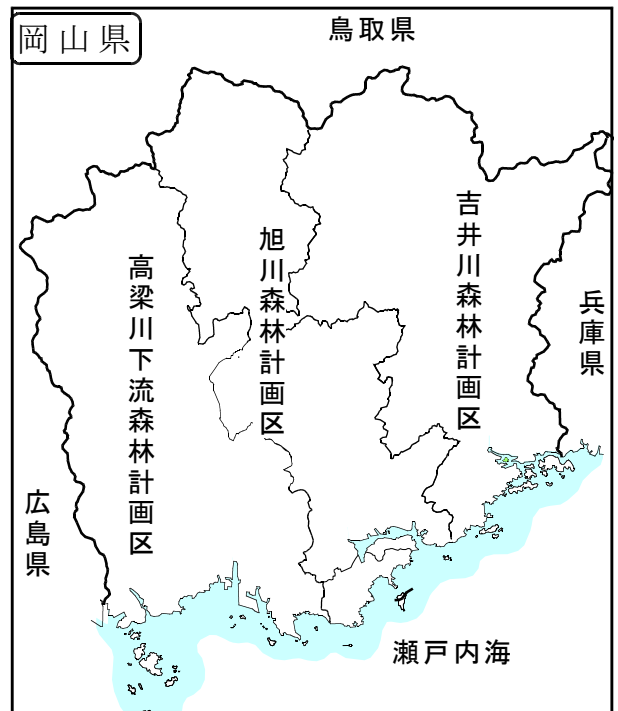 岡山県
鳥取県
吉井川森林計画区
旭川森林計画区
高梁川下流森林計画区
兵庫県
広島県
瀬戸内海